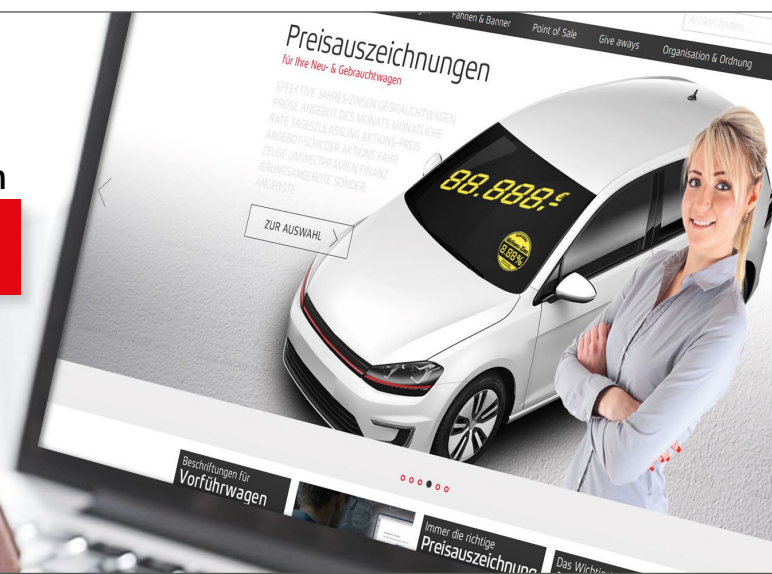 Fahnen & Banner
Point of Sale
Give aways
Organisation & Ordnung
Artikel finden ...
Preisauszeichnungen
für Ihre Neu- & Gebrauchtwagen
EFFEKTIVE JAHRES-ZINSEN GEBRAUCHTWAGEN
PREISE ANGEBOT DES MONATS MONATLICHE
RATE TAGESZULASSUNG AKTIONS-PREIS
ANGEBOT-SCHILDER AKTIONS FAHR
ZEUGE UMWELTPRÄMIEN FINANZ
IERUNGSANGEBOTE SONDER
ANGEBOTE
ZUR AUSWAHL
88.888,-€
8.88%
Beschriftungen für
Vorführwagen
Immer die richtige
Preisauszeichnung